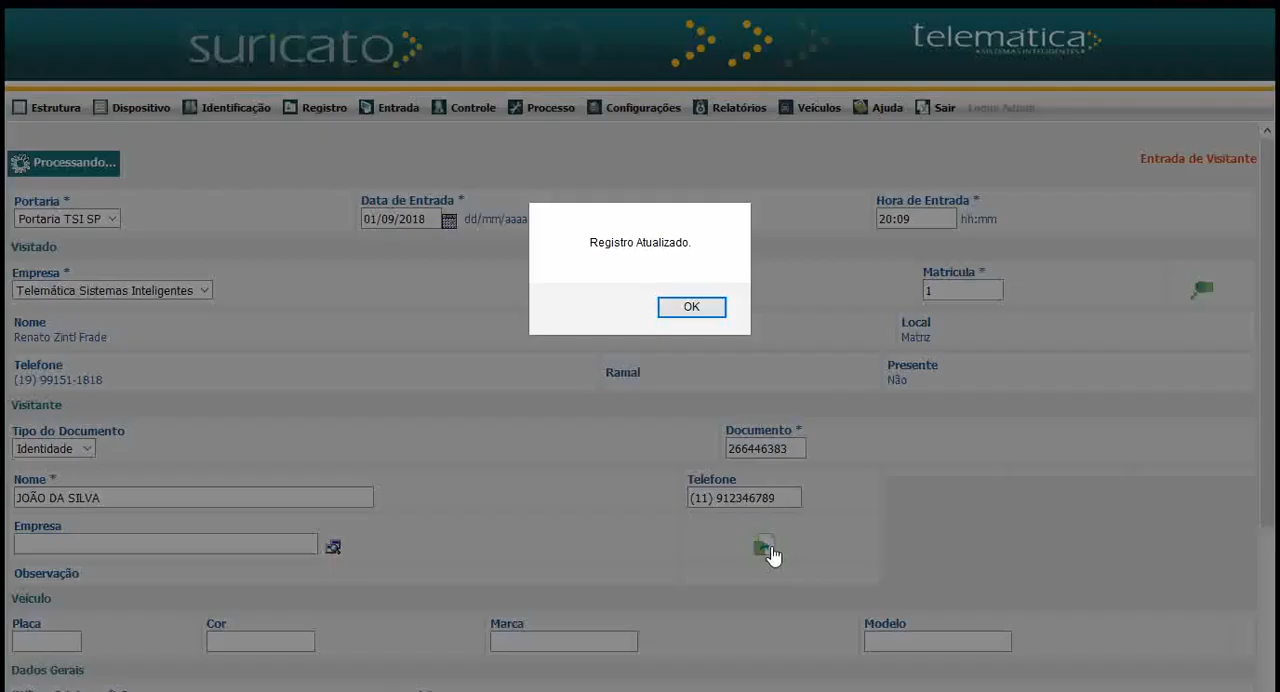 suricato
telematica
SISTEMAS INTELIGENTES
Estrutura Dispositivo Identificação Registro Entrada Controle Processo Configurações Relatórios Veículos Ajuda Sair
Processando...
Entrada de Visitante
Portaria * Data de Entrada * Hora de Entrada *
Portaria TSI SP 01/09/2018 dd/mm/aaaa 20:09 hh:mm
Registro Atualizado.
OK
Visitado
Empresa * Matrícula *
Telemática Sistemas Inteligentes 1
Nome Local
Renato Zintl Frade Matriz
Telefone Ramal Presente
(19) 99151-1818 Não
Visitante
Tipo do Documento Documento *
Identidade 266446383
Nome * Telefone
JOÃO DA SILVA (11) 912346789
Empresa
Observação
Veículo
Placa Cor Marca Modelo
Dados Gerais